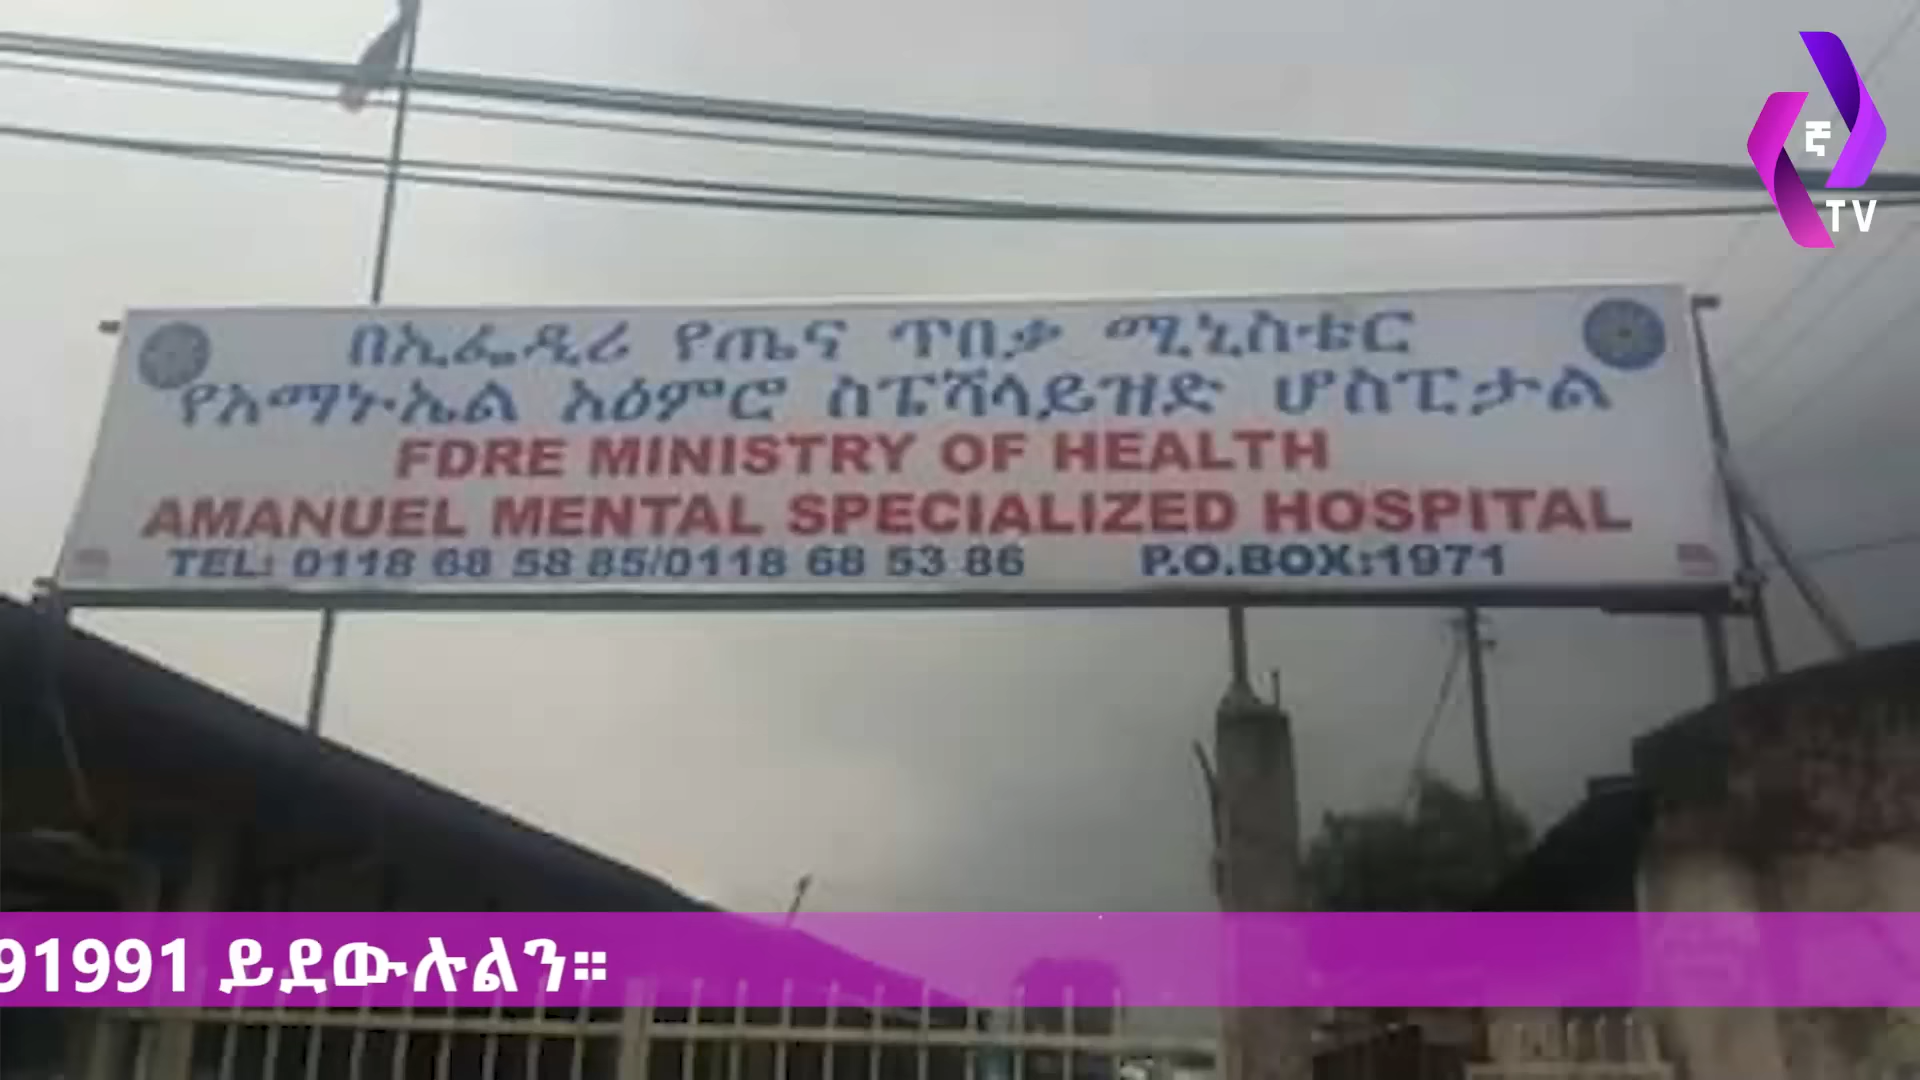 ኛ
TV
በኢፌዲሪ የጤና ጥበቃ ሚኒስቴር
የአማኑኤል አዕምሮ ስፔሻላይዝድ ሆስፒታል
FDRE MINISTRY OF HEALTH
AMANUEL MENTAL SPECIALIZED HOSPITAL
TEL: 0118 68 58 85/0118 68 53 86 P.O.BOX:1971
91991 ይደውሉልን።